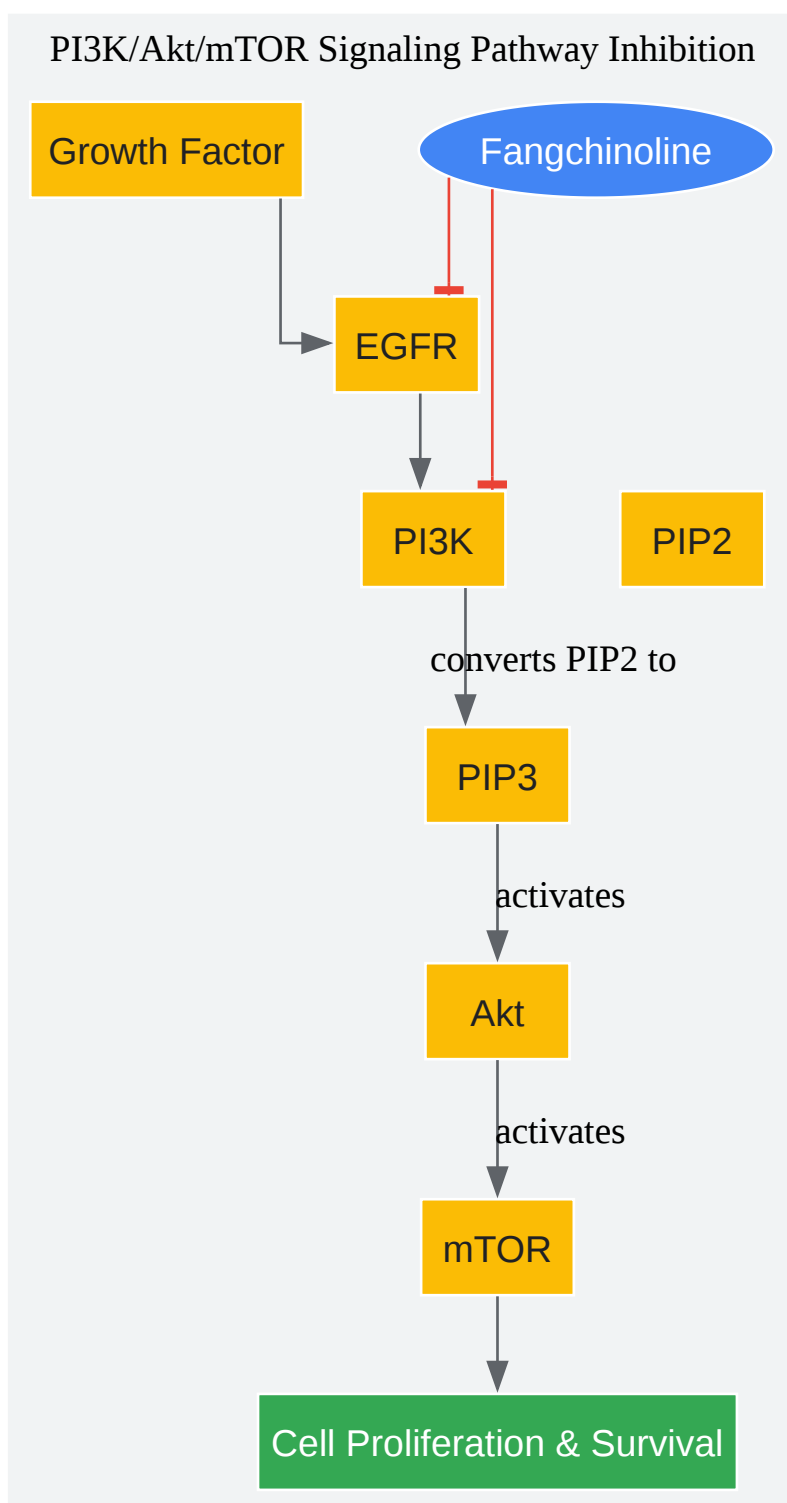 PI3K/Akt/mTOR Signaling Pathway Inhibition
Growth Factor
Fangchinoline
EGFR
PI3K
PIP2
converts PIP2 to
PIP3
activates
Akt
activates
mTOR
Cell Proliferation & Survival